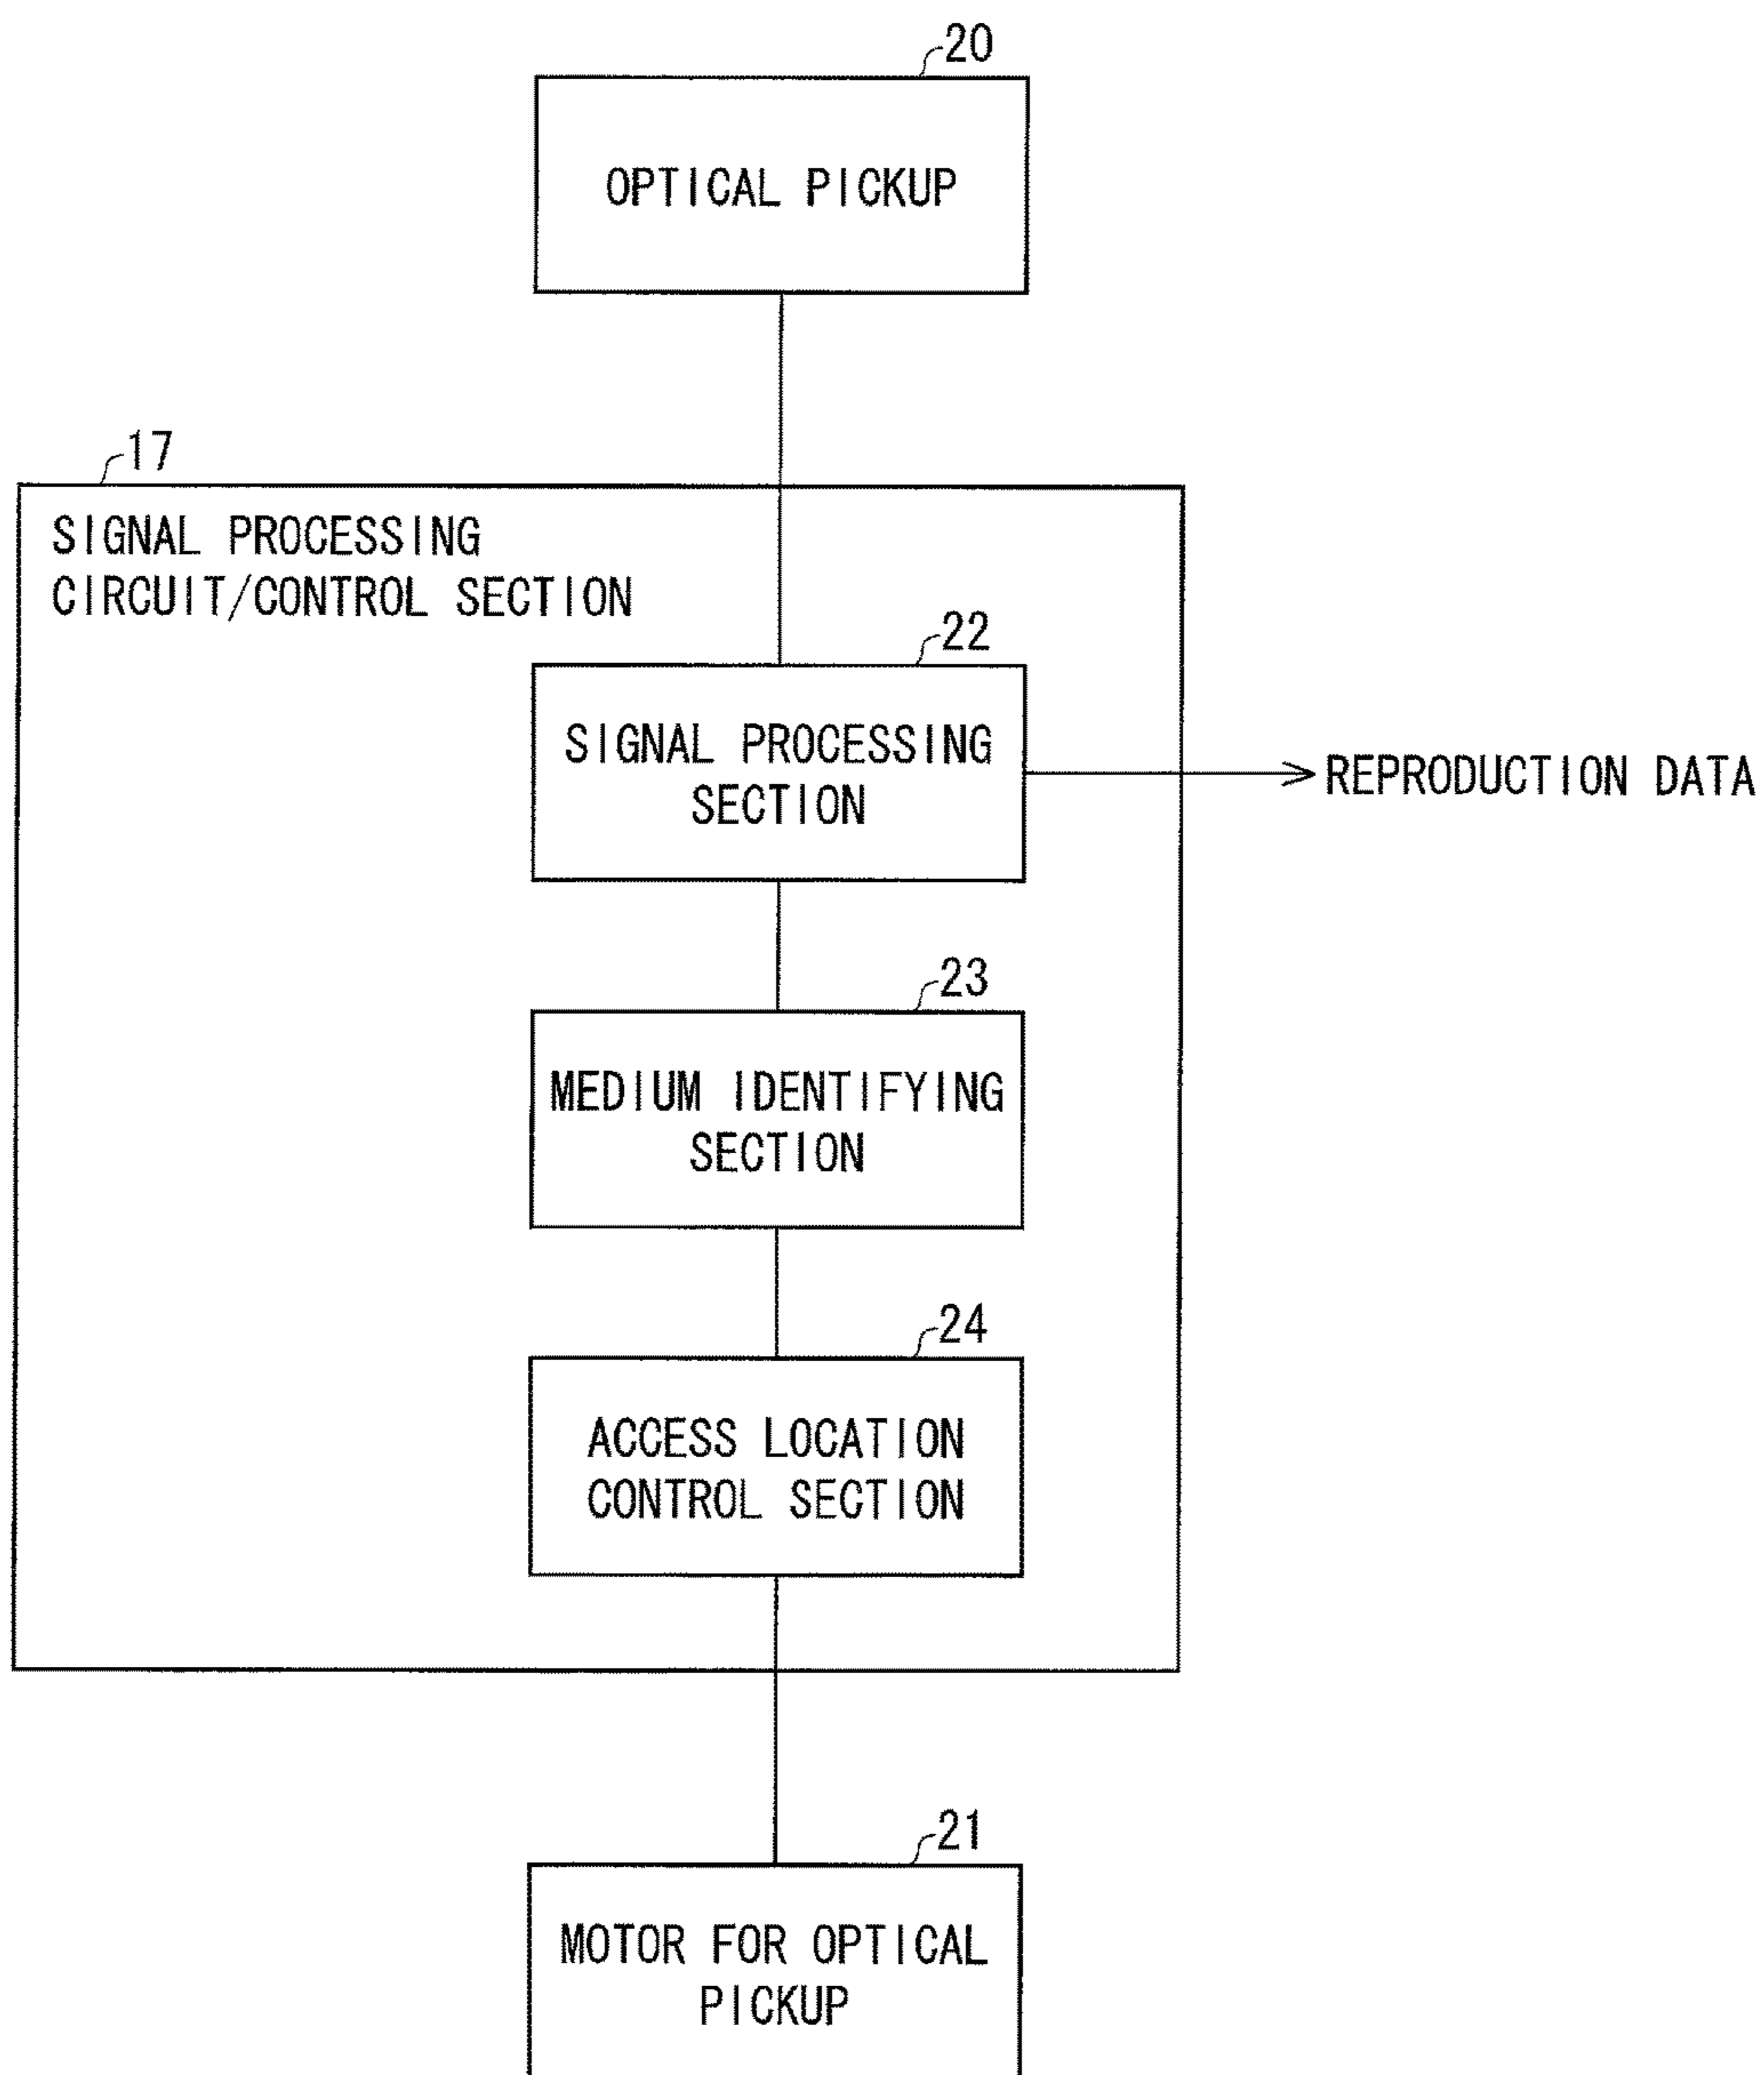 20
OPTICAL PICKUP
17
SIGNAL PROCESSING
CIRCUIT/CONTROL SECTION
22
SIGNAL PROCESSING
SECTION
REPRODUCTION DATA
23
MEDIUM IDENTIFYING
SECTION
24
ACCESS LOCATION
CONTROL SECTION
21
MOTOR FOR OPTICAL
PICKUP